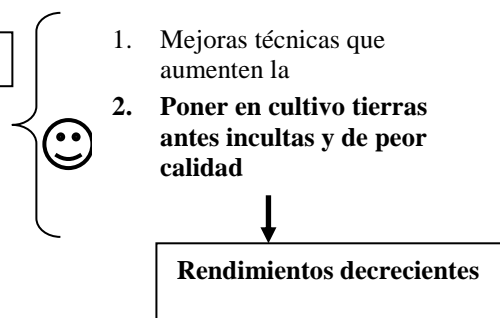 1. Mejoras técnicas que
aumenten la
2. Poner en cultivo tierras
antes incultas y de peor
calidad
Rendimientos decrecientes